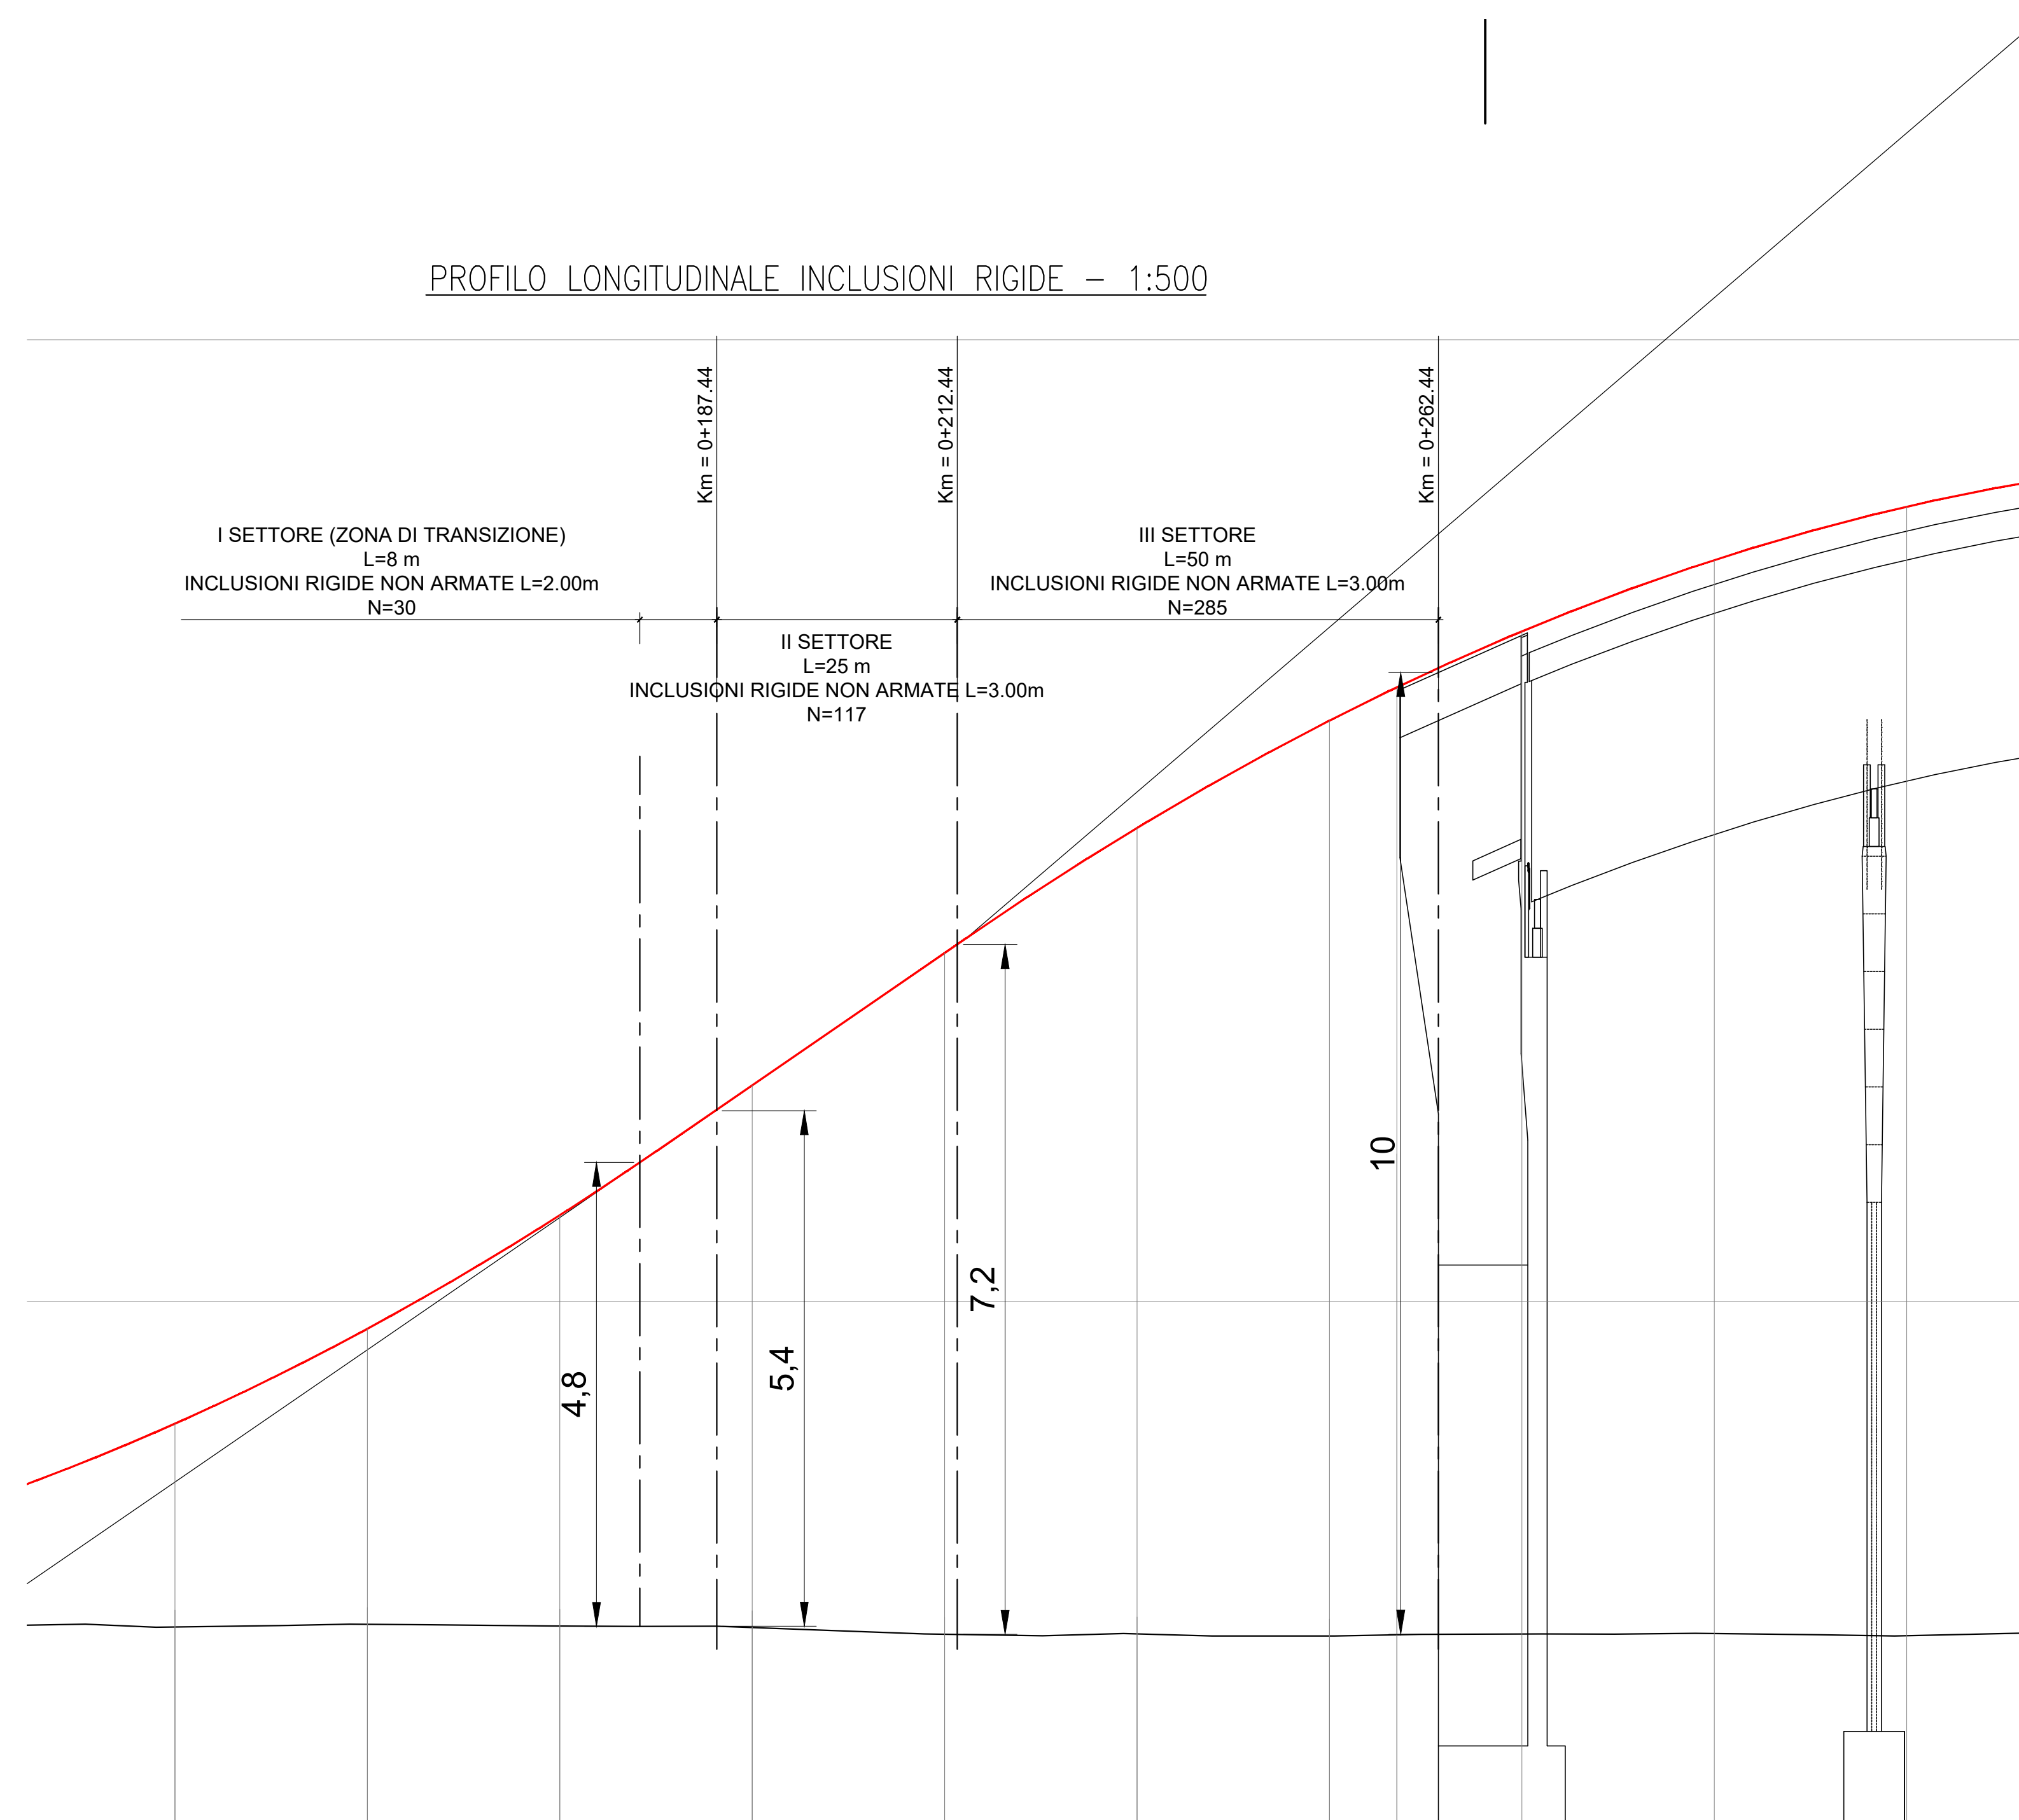 PROFILO LONGITUDINALE INCLUSIONI RIGIDE – 1:500
Km = 0+187.44
Km = 0+212.44
Km = 0+262.44
I SETTORE (ZONA DI TRANSIZIONE)
L=8 m
INCLUSIONI RIGIDE NON ARMATE L=2.00m
N=30
II SETTORE
L=25 m
INCLUSIONI RIGIDE NON ARMATE L=3.00m
N=117
III SETTORE
L=50 m
INCLUSIONI RIGIDE NON ARMATE L=3.00m
N=285
4,8
5,4
7,2
10